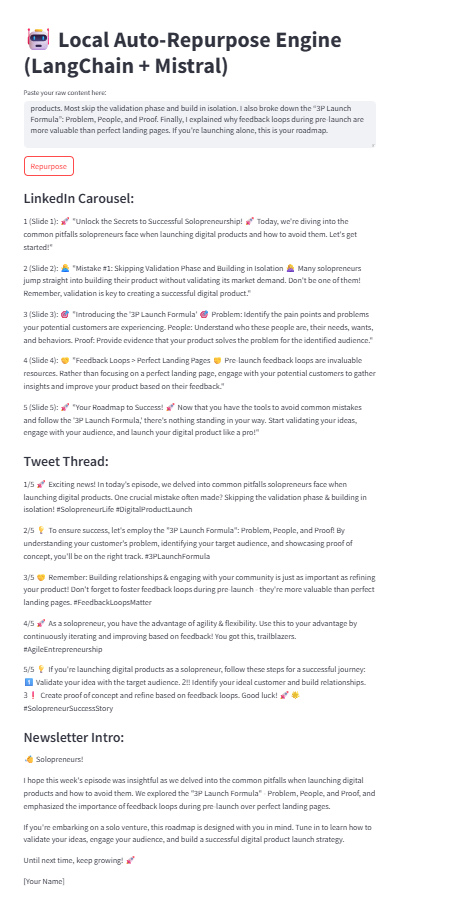 🤖 Local Auto-Repurpose Engine
(LangChain + Mistral)
Paste your raw content here:
products. Most skip the validation phase and build in isolation. I also broke down the "3P Launch
Formula": Problem, People, and Proof. Finally, I explained why feedback loops during pre-launch are
more valuable than perfect landing pages. If you're launching alone, this is your roadmap.
Repurpose
LinkedIn Carousel:
1 (Slide 1): 🚀 "Unlock the Secrets to Successful Solopreneurship! 🚀 Today, we're diving into the
common pitfalls solopreneurs face when launching digital products and how to avoid them. Let's get
started!"
2 (Slide 2): 🙇 "Mistake #1: Skipping Validation Phase and Building in Isolation 🙇‍♀️ Many solopreneurs
jump straight into building their product without validating its market demand. Don't be one of them!
Remember, validation is key to creating a successful digital product."
3 (Slide 3): 🎯 "Introducing the '3P Launch Formula' 🎯 Problem: Identify the pain points and problems
your potential customers are experiencing. People: Understand who these people are, their needs, wants,
and behaviors. Proof: Provide evidence that your product solves the problem for the identified audience."
4 (Slide 4): 🤝 "Feedback Loops > Perfect Landing Pages 🤝 Pre-launch feedback loops are invaluable
resources. Rather than focusing on a perfect landing page, engage with your potential customers to gather
insights and improve your product based on their feedback."
5 (Slide 5): 🚀 "Your Roadmap to Success! 🚀 Now that you have the tools to avoid common mistakes
and follow the '3P Launch Formula,' there's nothing standing in your way. Start validating your ideas,
engage with your audience, and launch your digital product like a pro!"
Tweet Thread:
1/5 🚀 Exciting news! In today's episode, we delved into common pitfalls solopreneurs face when
launching digital products. One crucial mistake often made? Skipping the validation phase & building in
isolation! #SolopreneurLife #DigitalProductLaunch
2/5 💡 To ensure success, let's employ the "3P Launch Formula": Problem, People, and Proof! By
understanding your customer's problem, identifying your target audience, and showcasing proof of
concept, you'll be on the right track. #3PLaunchFormula
3/5 🤝 Remember: Building relationships & engaging with your community is just as important as refining
your product! Don't forget to foster feedback loops during pre-launch - they're more valuable than perfect
landing pages. #FeedbackLoopsMatter
4/5 🚀 As a solopreneur, you have the advantage of agility & flexibility. Use this to your advantage by
continuously iterating and improving based on feedback! You got this, trailblazers.
#AgileEntrepreneurship
5/5 💡 If you're launching digital products as a solopreneur, follow these steps for a successful journey:
1️⃣ Validate your idea with the target audience. 2!! Identify your ideal customer and build relationships.
3❗ Create proof of concept and refine based on feedback loops. Good luck! 🚀 🌟
#SolopreneurSuccessStory
Newsletter Intro:
👋 Solopreneurs!
I hope this week's episode was insightful as we delved into the common pitfalls when launching digital
products and how to avoid them. We explored the "3P Launch Formula" - Problem, People, and Proof, and
emphasized the importance of feedback loops during pre-launch over perfect landing pages.
If you're embarking on a solo venture, this roadmap is designed with you in mind. Tune in to learn how to
validate your ideas, engage your audience, and build a successful digital product launch strategy.
Until next time, keep growing! 🚀
[Your Name]